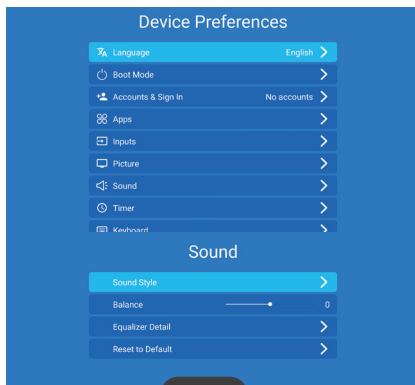 Device Preferences
Language English
Boot Mode
Accounts & Sign In No accounts
Apps
Inputs
Picture
Sound
Timer
Keyboard
Sound
Sound Style
Balance 0
Equalizer Detail
Reset to Default